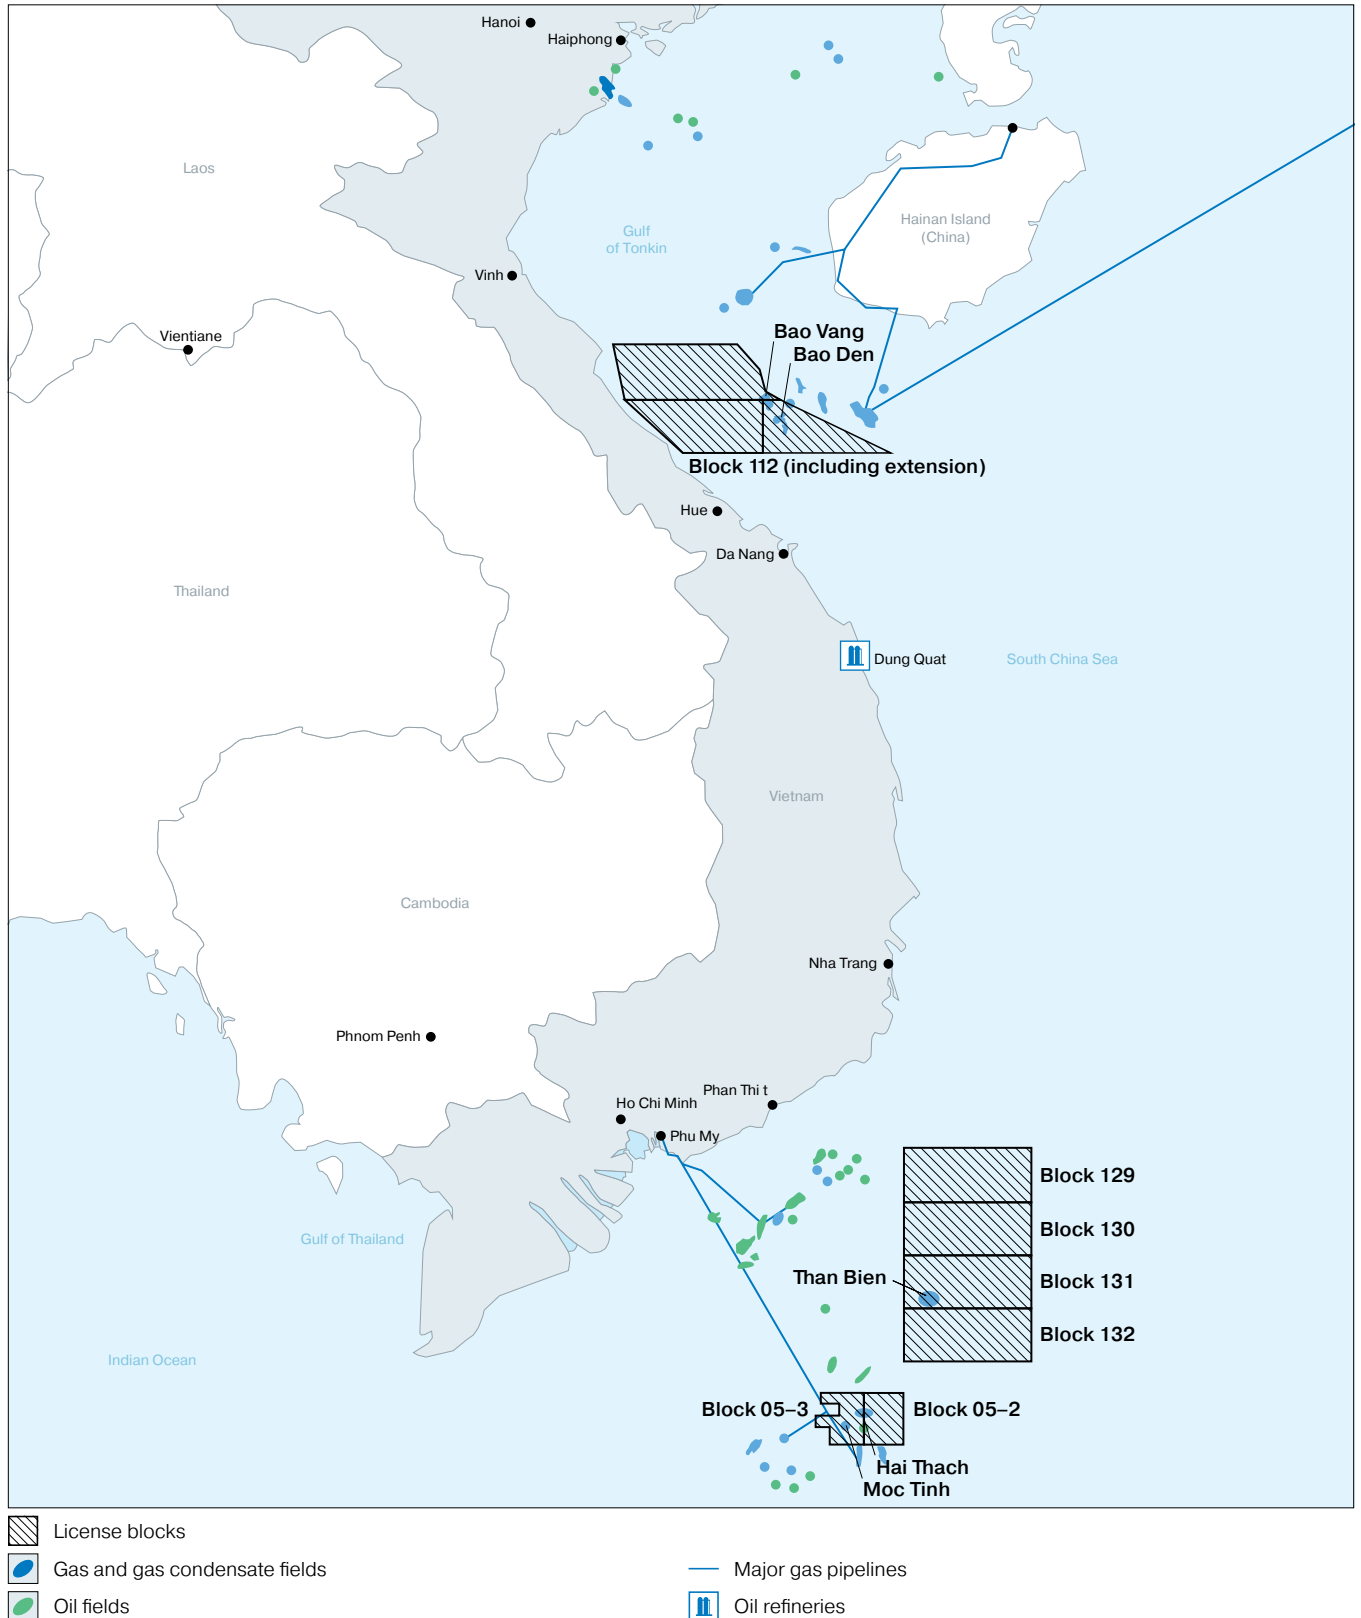 Hanoi
Haiphong
Laos
Hainan Island
(China)
Gulf
of Tonkin
Vinh
Bao Vang
Vientiane
Bao Den
Block 112 (including extension)
Hue
Da Nang
Thailand
Dung Quat
South China Sea
Vietnam
Cambodia
Nha Trang
Phnom Penh
Phan Thi t
Ho Chi Minh
Phu My
Block 129
Block 130
Gulf of Thailand
Than Bien
Block 131
Block 132
Indian Ocean
Block 05–3
Block 05–2
Hai Thach
Moc Tinh
License blocks
Gas and gas condensate fields
Major gas pipelines
Oil fields
Oil refineries